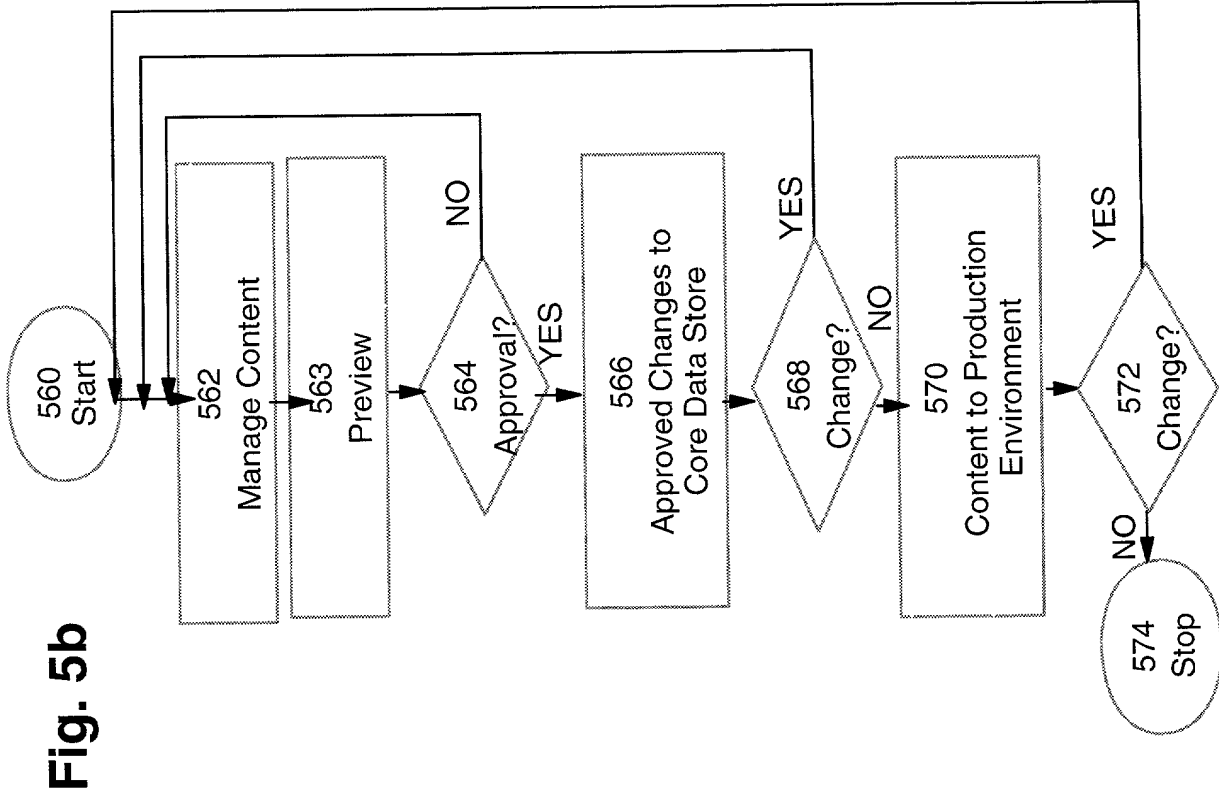 Fig. 5b
560
Start
562
Manage Content
563
Preview
564
Approval?
NO
YES
566
Approved Changes to
Core Data Store
568
Change?
YES
NO
570
Content to Production
Environment
572
Change?
YES
NO
574
Stop